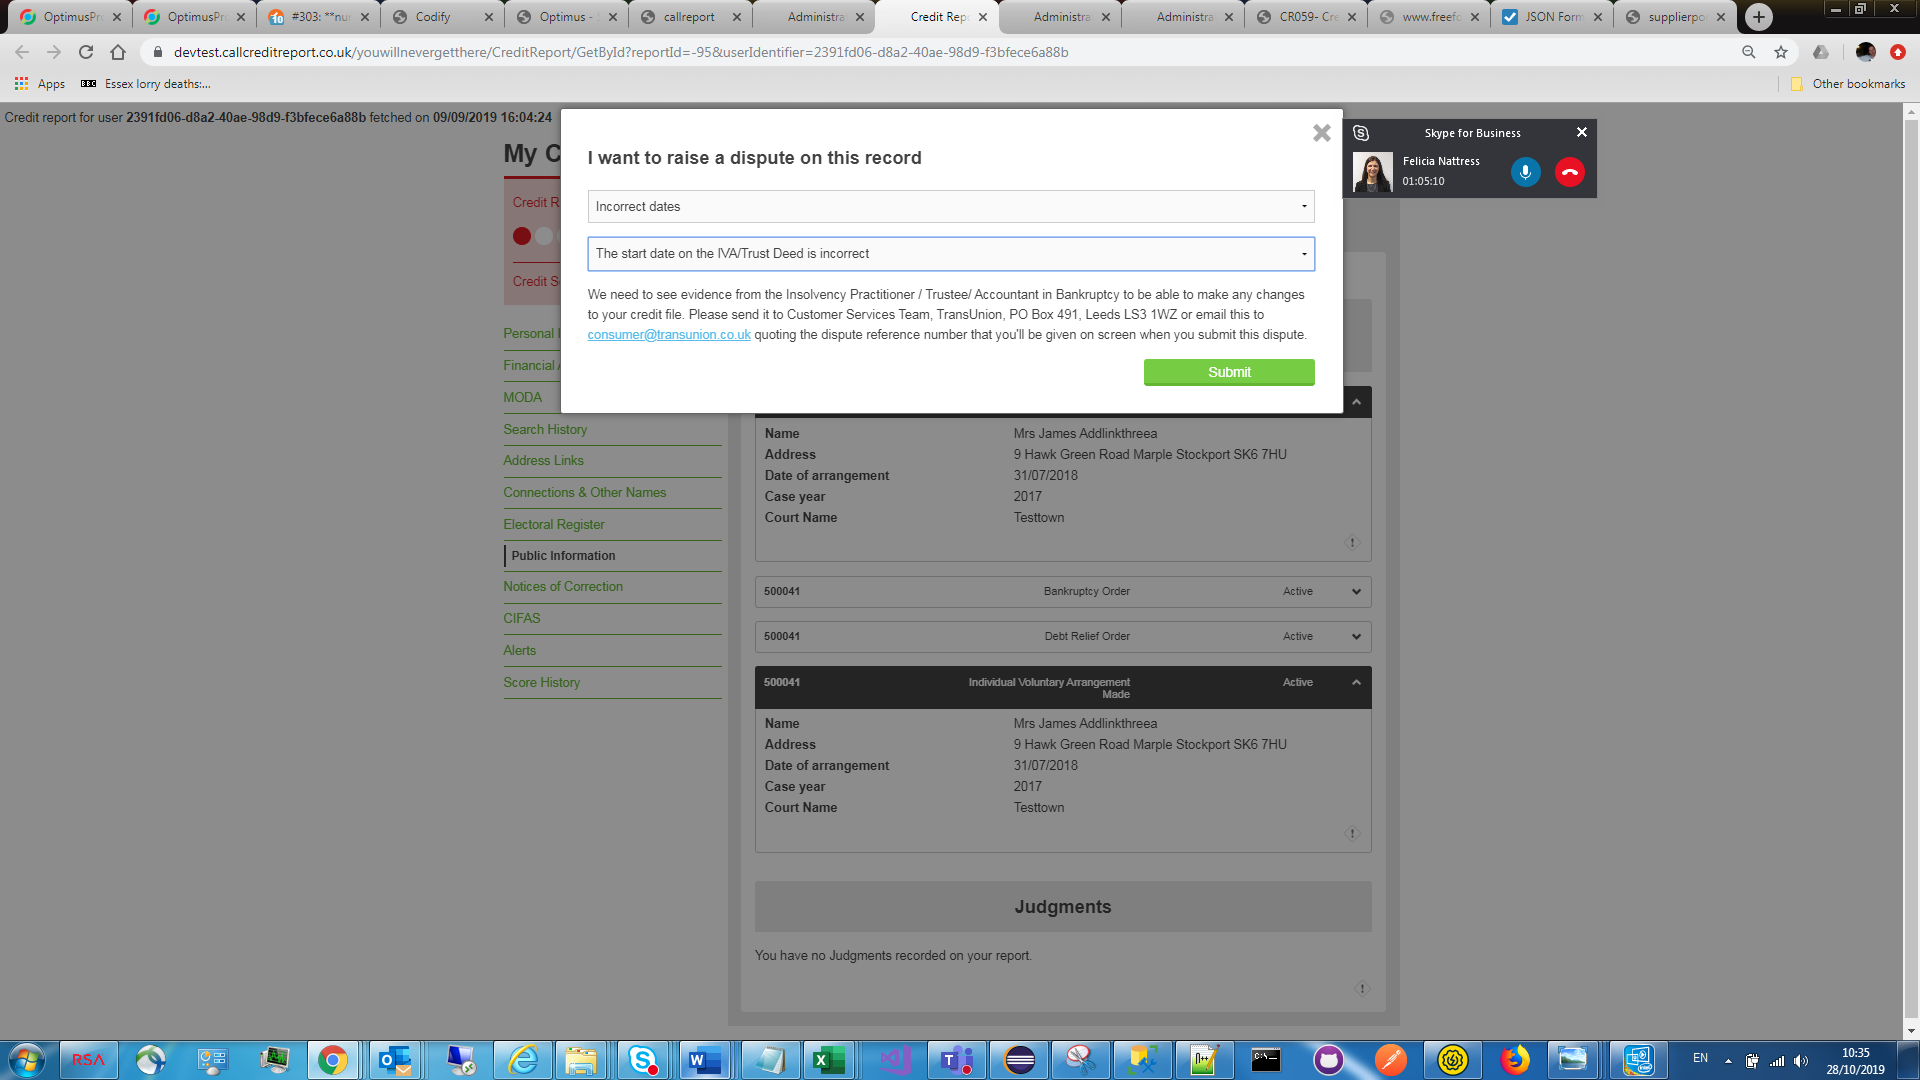 OptimusPro
OptimusPro
#303: **nu
Codify
Optimus -
callreport
Administra
Credit Rep
Administra
Administra
CR059- Cre
www.freefo
JSON Form
supplierpo
devtest.callcreditreport.co.uk/youwillnevergetthere/CreditReport/GetById?reportId=-95&userIdentifier=2391fd06-d8a2-40ae-98d9-f3bfece6a88b
Apps
BBC Essex lorry deaths:...
Other bookmarks
Credit report for user 2391fd06-d8a2-40ae-98d9-f3bfece6a88b fetched on 09/09/2019 16:04:24
My C
Credit R
Credit S
Personal I
Financial A
MODA
Search History
Address Links
Connections & Other Names
Electoral Register
Public Information
Notices of Correction
CIFAS
Alerts
Score History
I want to raise a dispute on this record
Incorrect dates
The start date on the IVA/Trust Deed is incorrect
We need to see evidence from the Insolvency Practitioner / Trustee/ Accountant in Bankruptcy to be able to make any changes
to your credit file. Please send it to Customer Services Team, TransUnion, PO Box 491, Leeds LS3 1WZ or email this to
consumer@transunion.co.uk quoting the dispute reference number that you'll be given on screen when you submit this dispute.
Submit
Skype for Business
Felicia Nattress
01:05:10
Name Mrs James Addlinkthreea
Address 9 Hawk Green Road Marple Stockport SK6 7HU
Date of arrangement 31/07/2018
Case year 2017
Court Name Testtown
500041 Bankruptcy Order Active
500041 Debt Relief Order Active
500041 Individual Voluntary Arrangement Active
Made
Name Mrs James Addlinkthreea
Address 9 Hawk Green Road Marple Stockport SK6 7HU
Date of arrangement 31/07/2018
Case year 2017
Court Name Testtown
Judgments
You have no Judgments recorded on your report.
RSA
EN
10:35
28/10/2019